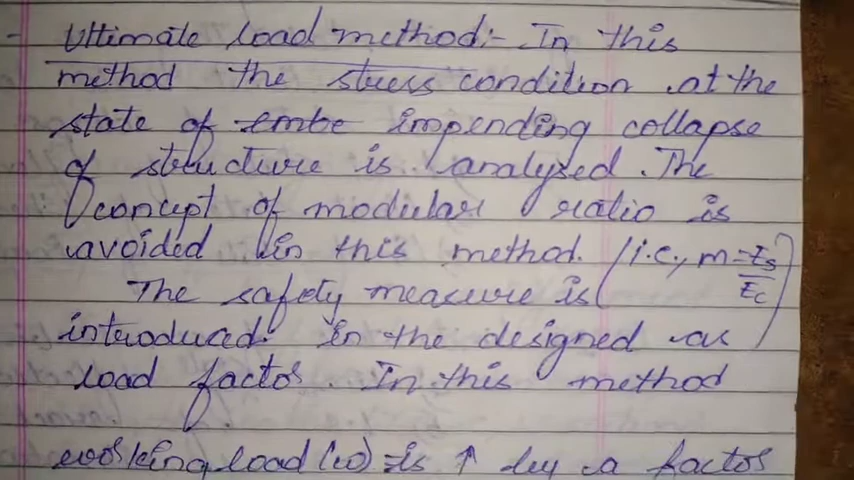 Ultimate load method:- In this
method the stress condition at the
state of embe impending collapse
of structure is analyzed. The
concept of modular ratio is
avoided in this method. (i.e., m = Es
The safety measure is Ec)
introduced. In the designed as
load factor. In this method
working load (w) is ↑ by a factor